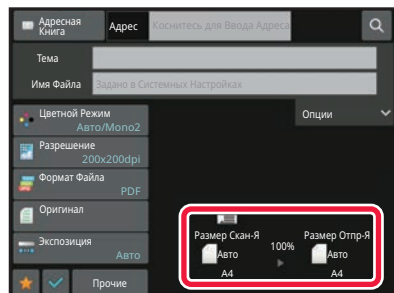 Адресная
Книга
Адрес
Коснитесь для Ввода Адреса
Тема
Имя Файла
Задано в Системных Настройках
Цветной Режим
Авто/Mono2
Опции
Разрешение
200x200dpi
Формат Файла
PDF
Оригинал
Экспозиция
Авто
Размер Скан-Я
100%
Размер Отпр-Я
Авто
Авто
A4
A4
Прочие